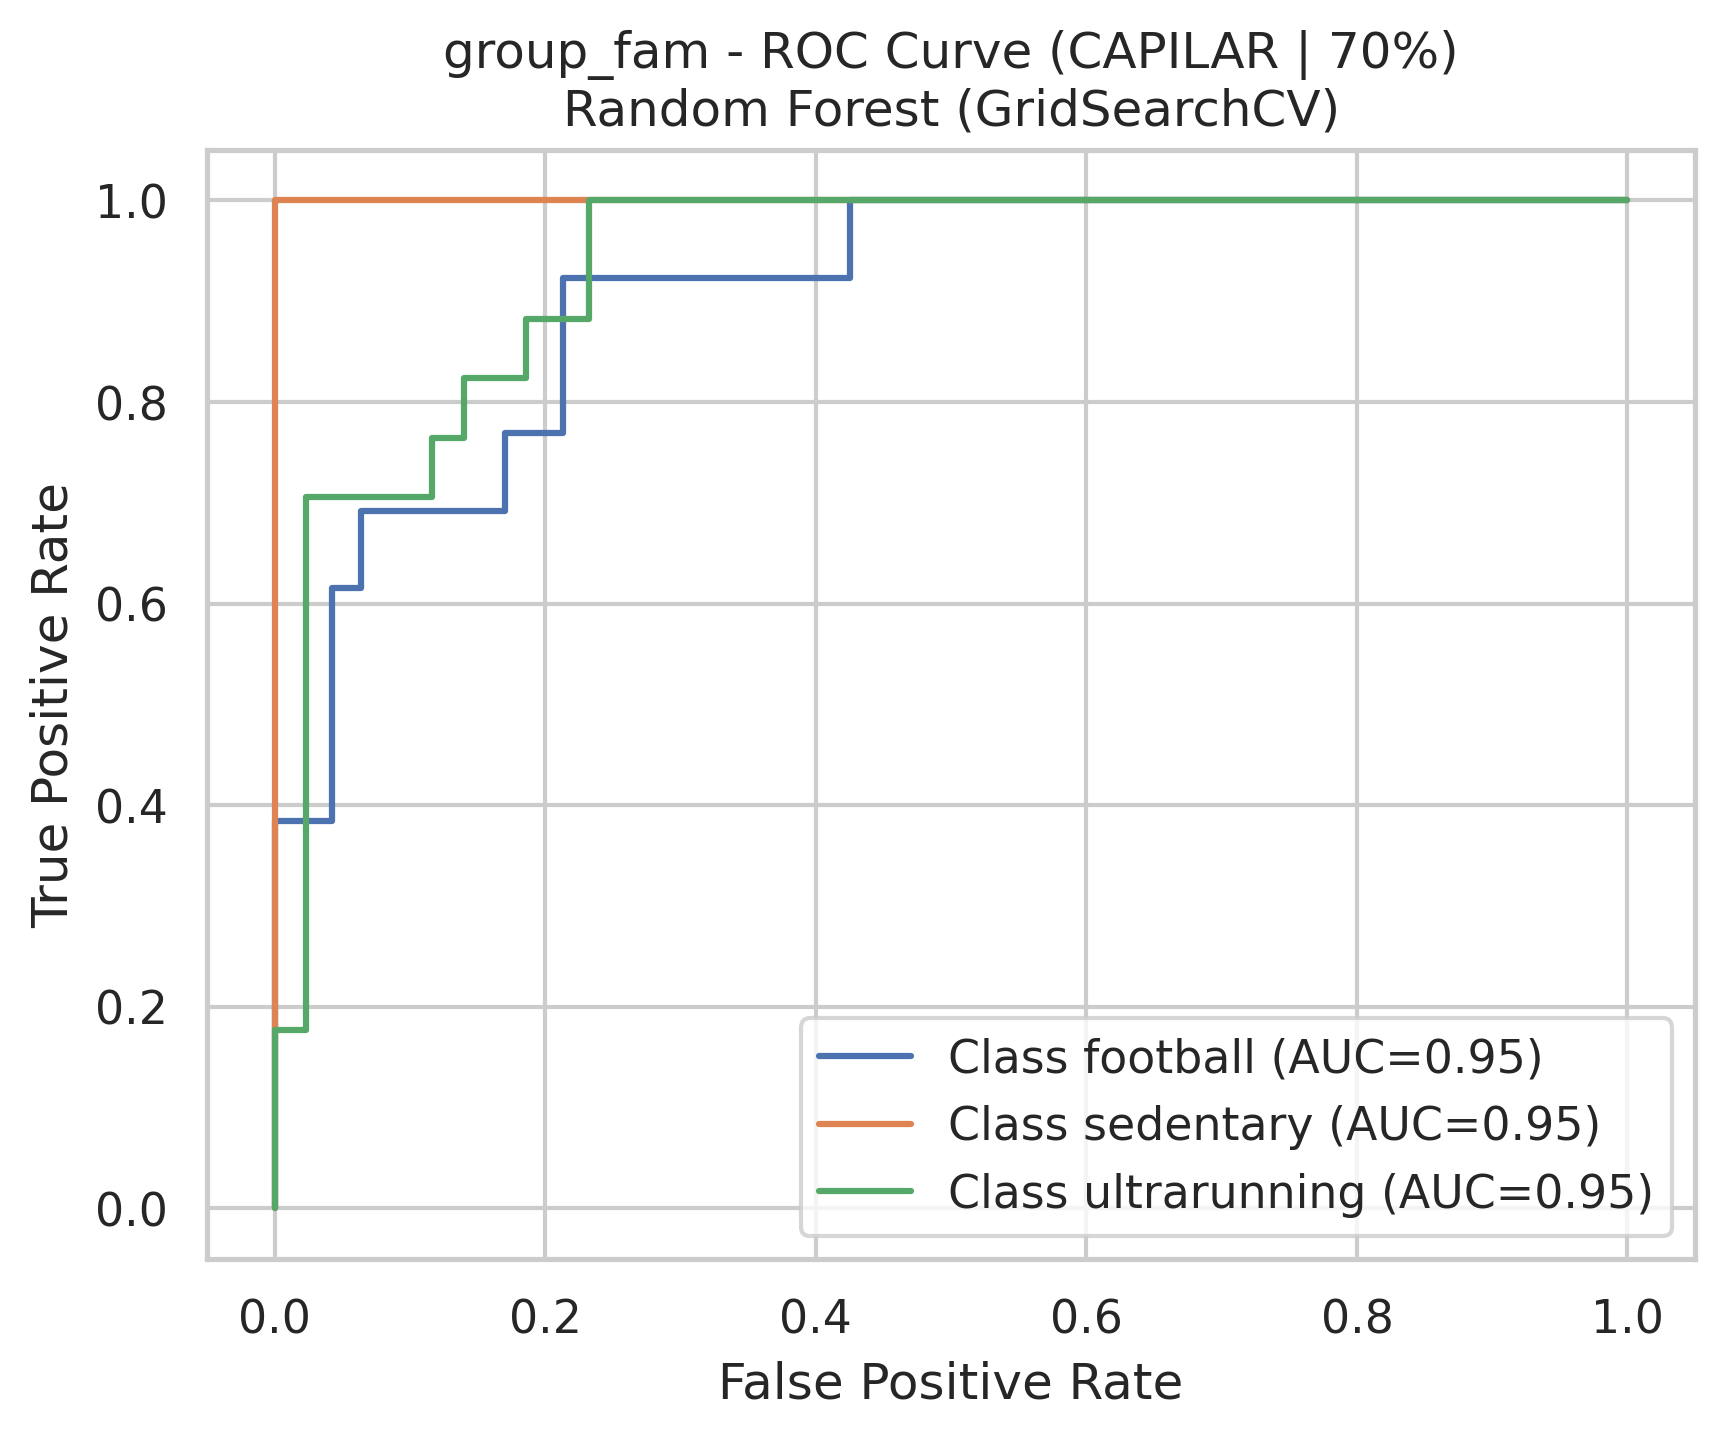 group_fam - ROC Curve (CAPILAR | 70%)
Random Forest (GridSearchCV)
True Positive Rate
1.0
0.8
0.6
0.4
0.2
0.0
Class football (AUC=0.95)
Class sedentary (AUC=0.95)
Class ultrarunning (AUC=0.95)
0.0 0.2 0.4 0.6 0.8 1.0
False Positive Rate